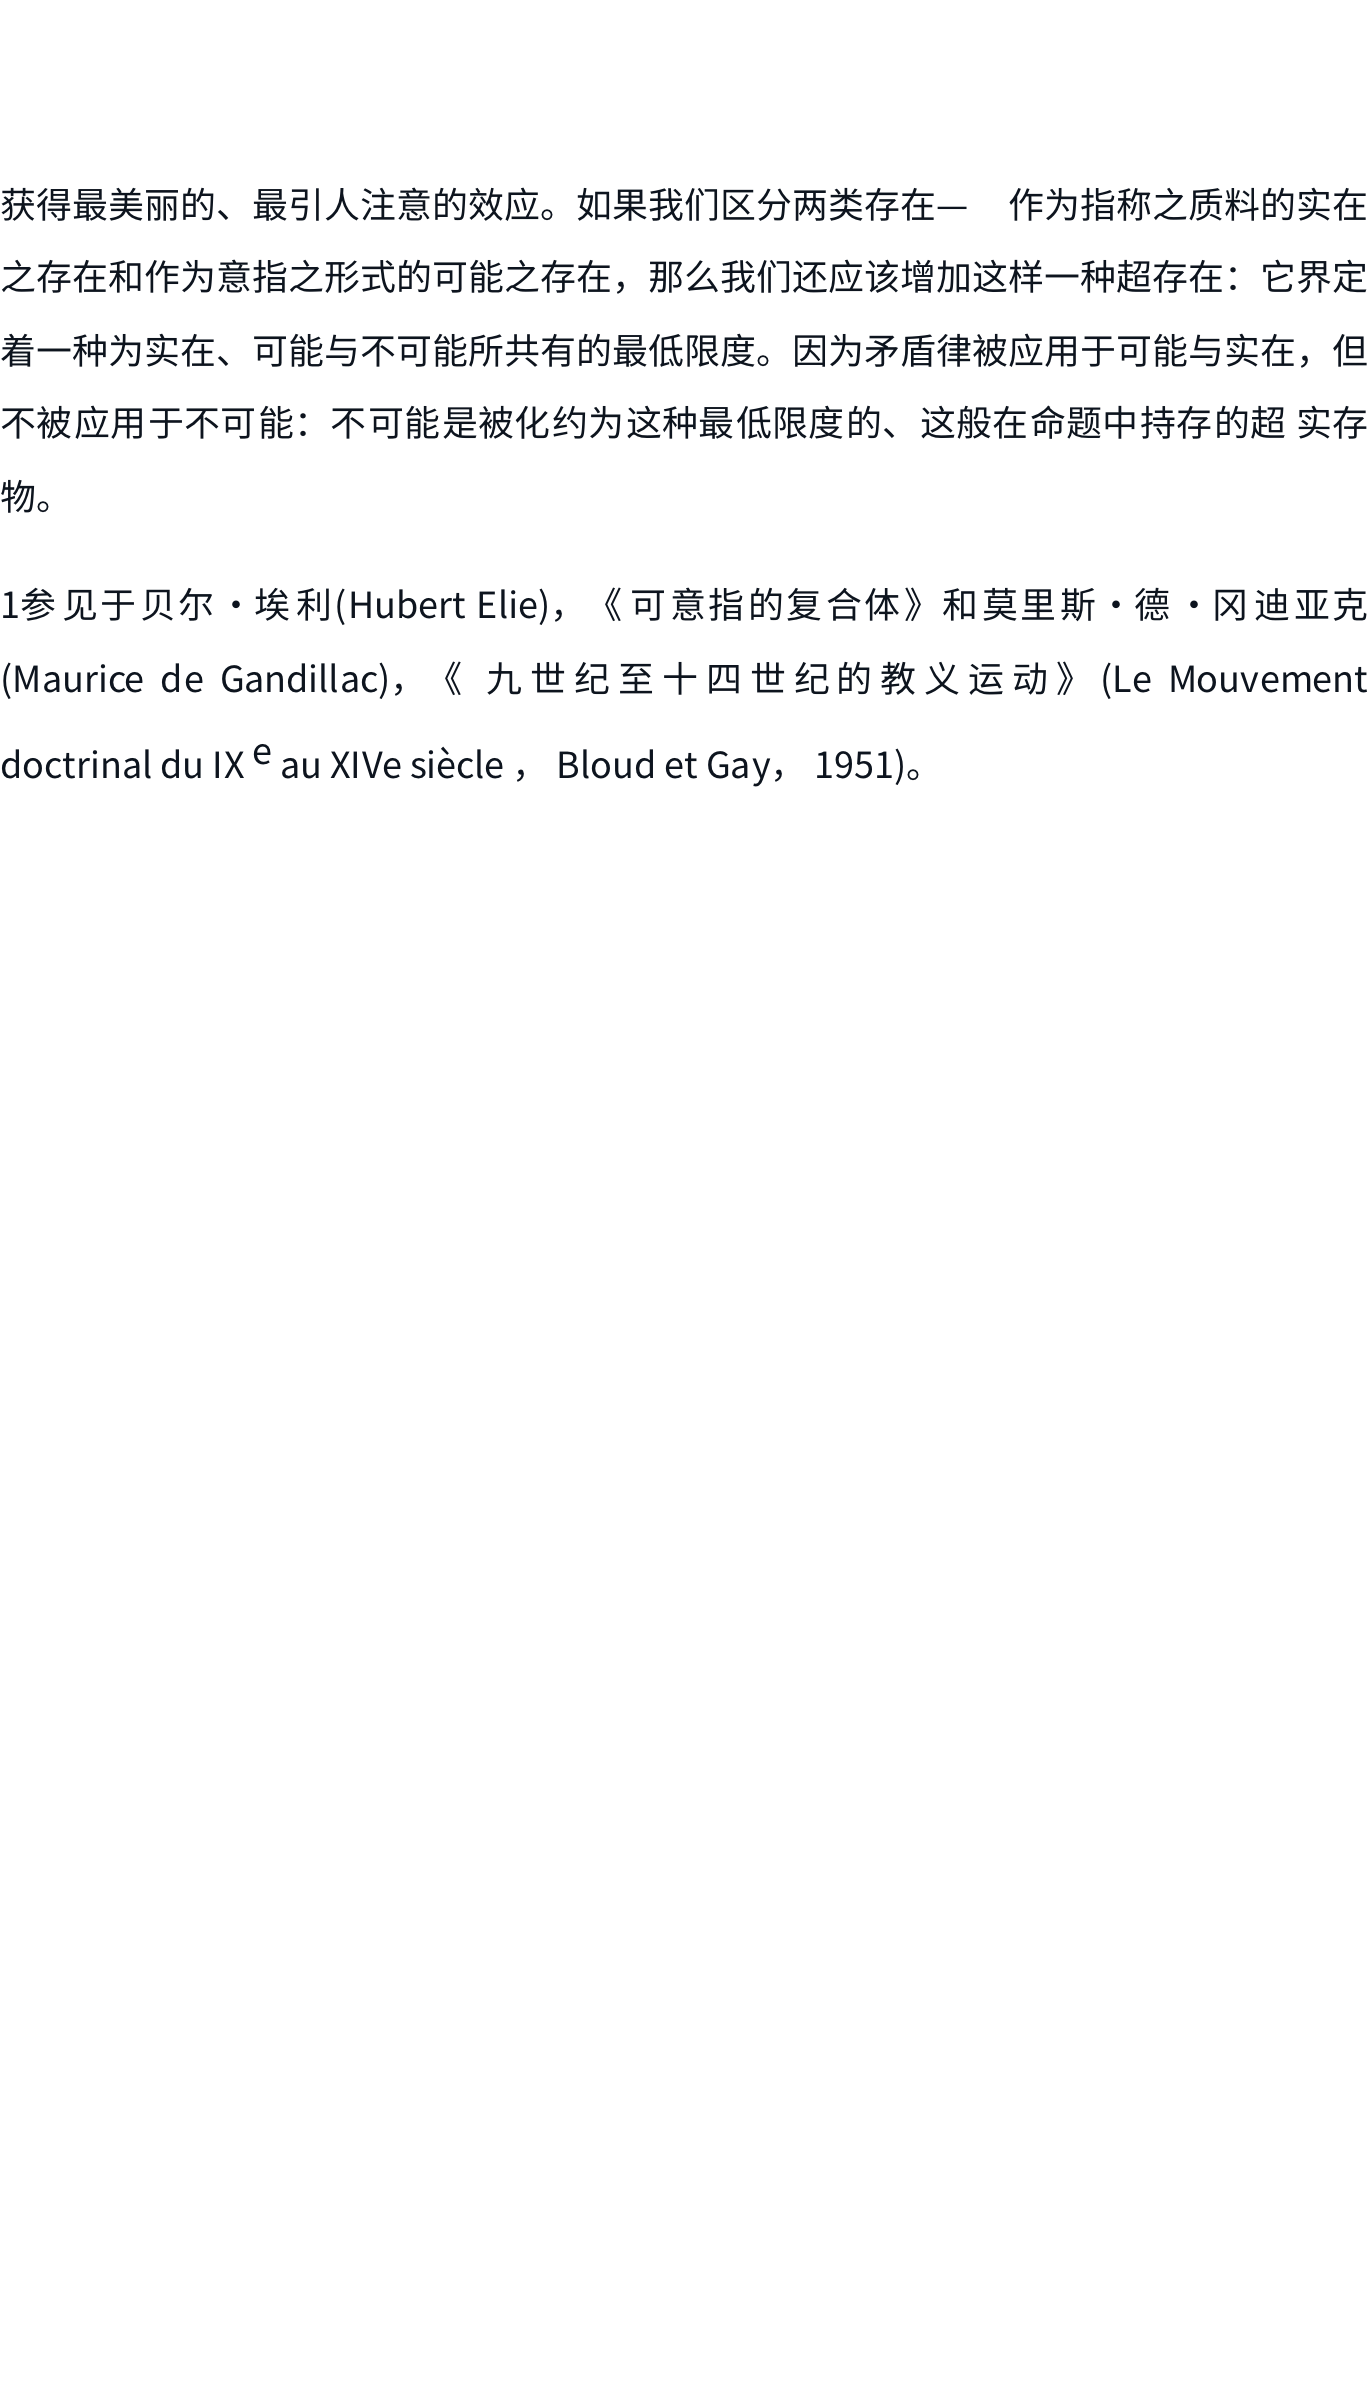 获得最美丽的、最引人注意的效应。如果我们区分两类存在— 作为指称之质料的实在
之存在和作为意指之形式的可能之存在，那么我们还应该增加这样一种超存在：它界定
着一种为实在、可能与不可能所共有的最低限度。因为矛盾律被应用于可能与实在，但
不被应用于不可能：不可能是被化约为这种最低限度的、这般在命题中持存的超 实存
物。
1参见于贝尔·埃利(Hubert Elie)，《可意指的复合体》和莫里斯·德·冈迪亚克
(Maurice de Gandillac)，《 九世纪至十四世纪的教义运动》(Le Mouvement
doctrinal du IX e au XIVe siècle ， Bloud et Gay， 1951)。